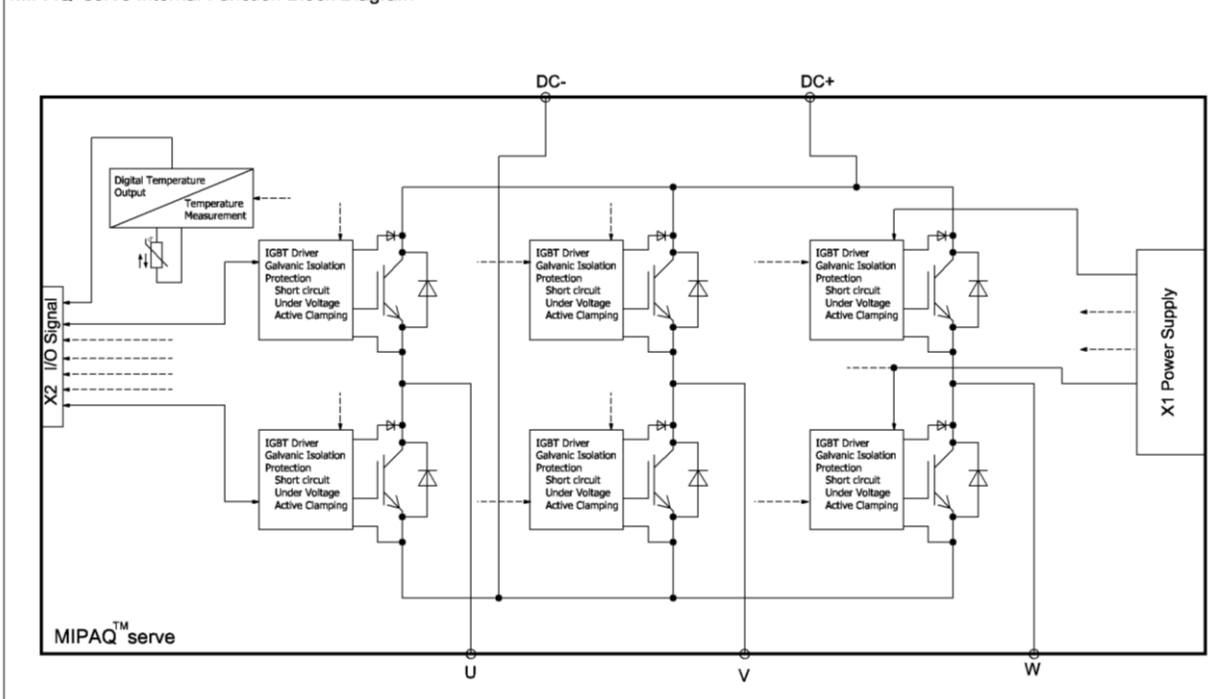 DC-
DC+
Digital Temperature
Output
Temperature
Measurement
IGBT Driver
Galvanic Isolation
Protection
Short circuit
Under Voltage
Active Clamping
IGBT Driver
Galvanic Isolation
Protection
Short circuit
Under Voltage
Active Clamping
IGBT Driver
Galvanic Isolation
Protection
Short circuit
Under Voltage
Active Clamping
X2 I/O Signal
X1 Power Supply
IGBT Driver
Galvanic Isolation
Protection
Short circuit
Under Voltage
Active Clamping
IGBT Driver
Galvanic Isolation
Protection
Short circuit
Under Voltage
Active Clamping
IGBT Driver
Galvanic Isolation
Protection
Short circuit
Under Voltage
Active Clamping
MIPAQ™serve
U
V
W